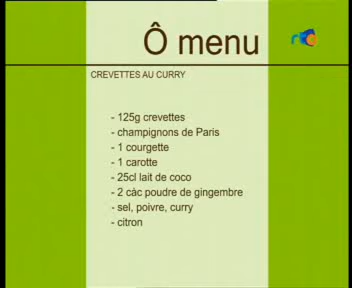 Ô menu
CREVETTES AU CURRY
- 125g crevettes
- champignons de Paris
- 1 courgette
- 1 carotte
- 25cl lait de coco
- 2 càc poudre de gingembre
- sel, poivre, curry
- citron